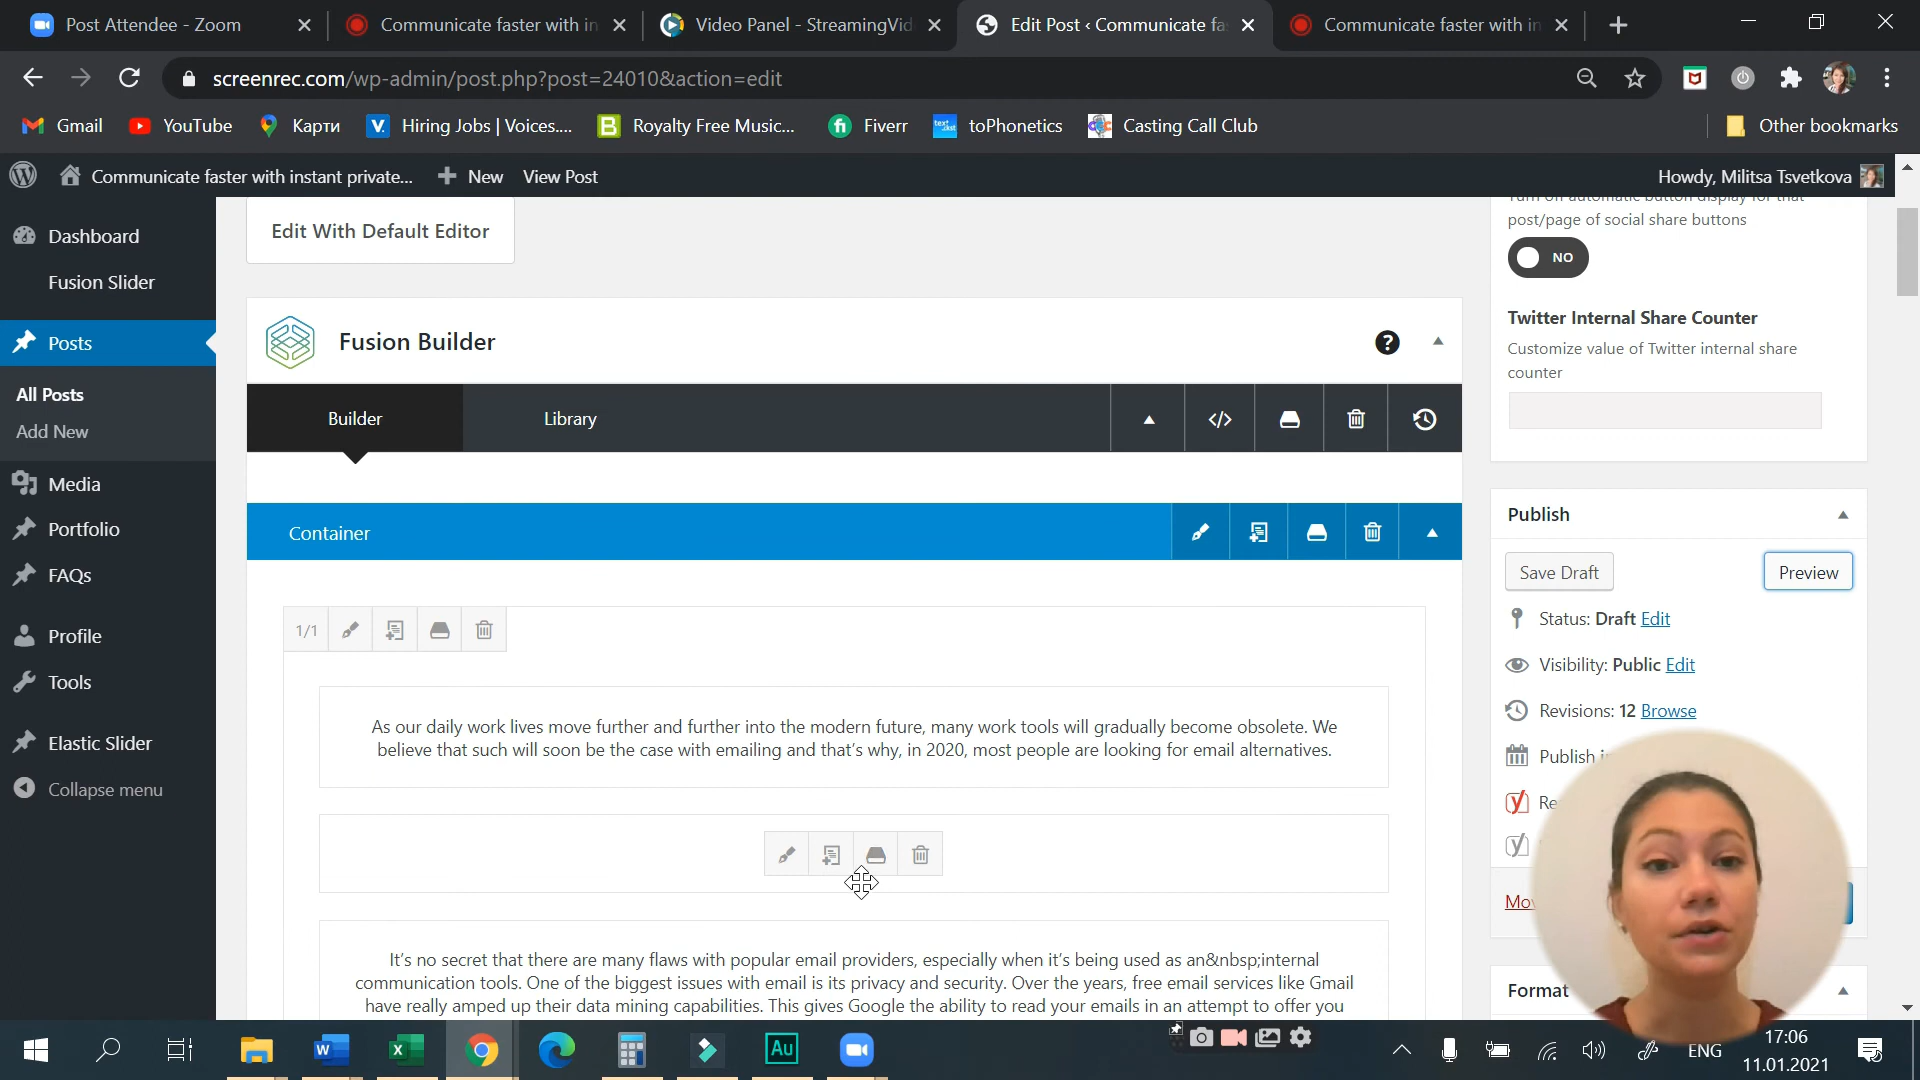 Post Attendee - Zoom
Communicate faster with in
Video Panel - StreamingVid
Edit Post ‹ Communicate fa
Communicate faster with in
screenrec.com/wp-admin/post.php?post=24010&action=edit
Gmail
YouTube
Карти
Hiring Jobs | Voices....
Royalty Free Music...
Fiverr
toPhonetics
Casting Call Club
Other bookmarks
Communicate faster with instant private...
New
View Post
Howdy, Militsa Tsvetkova
Dashboard
Fusion Slider
Posts
All Posts
Add New
Media
Portfolio
FAQs
Profile
Tools
Elastic Slider
Collapse menu
Edit With Default Editor
Fusion Builder
Builder
Library
Container
1/1
As our daily work lives move further and further into the modern future, many work tools will gradually become obsolete. We
believe that such will soon be the case with emailing and that's why, in 2020, most people are looking for email alternatives.
It's no secret that there are many flaws with popular email providers, especially when it's being used as an&nbsp;internal
communication tools. One of the biggest issues with email is its privacy and security. Over the years, free email services like Gmail
have really amped up their data mining capabilities. This gives Google the ability to read your emails in an attempt to offer you
Turn off automatic button display for that
post/page of social share buttons
NO
Twitter Internal Share Counter
Customize value of Twitter internal share
counter
Publish
Save Draft
Preview
Status: Draft Edit
Visibility: Public Edit
Revisions: 12 Browse
Publish
Format
ENG
17:06
11.01.2021